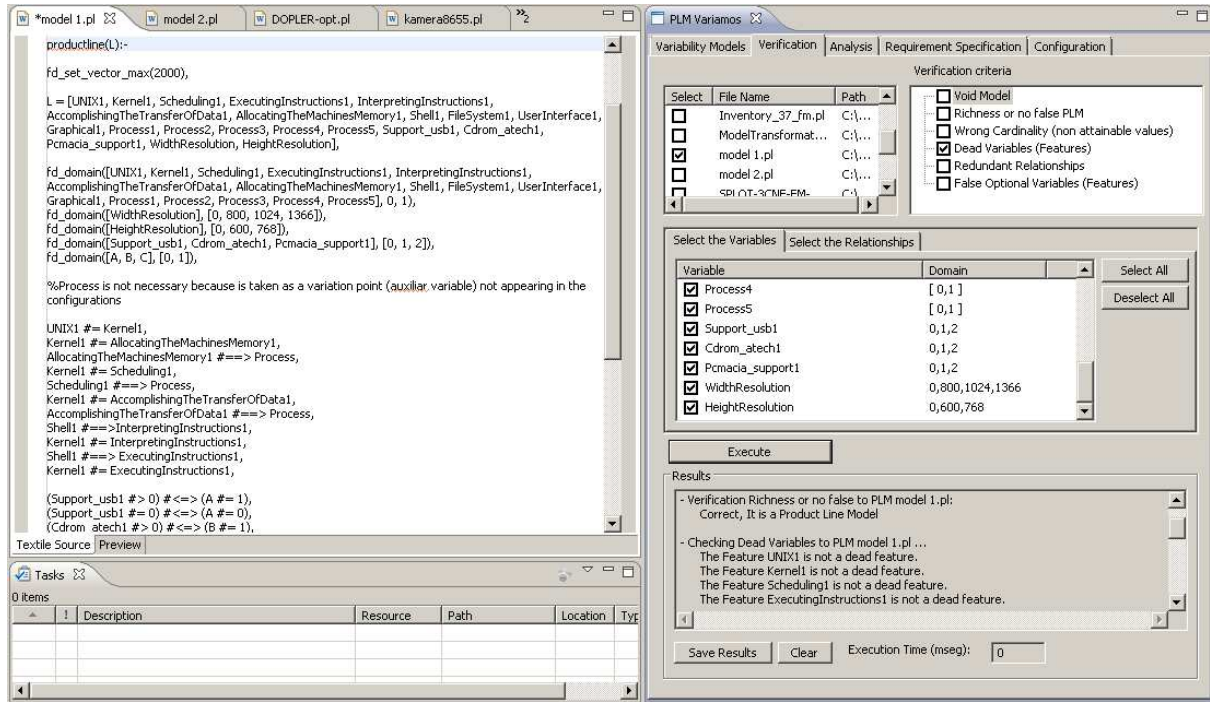 *model 1.pl
model 2.pl
DOPLER-opt.pl
kamera8655.pl
»2
productline(L):-
fd_set_vector_max(2000),
L = [UNIX1, Kernel1, Scheduling1, ExecutingInstructions1, InterpretingInstructions1,
AccomplishingTheTransferOfData1, AllocatingTheMachinesMemory1, Shell1, FileSystem1, UserInterface1,
Graphical1, Process1, Process2, Process3, Process4, Process5, Support_usb1, Cdrom_atech1,
Pcmacia_support1, WidthResolution, HeightResolution],
fd_domain([UNIX1, Kernel1, Scheduling1, ExecutingInstructions1, InterpretingInstructions1,
AccomplishingTheTransferOfData1, AllocatingTheMachinesMemory1, Shell1, FileSystem1, UserInterface1,
Graphical1, Process1, Process2, Process3, Process4, Process5], 0, 1),
fd_domain([WidthResolution], [0, 800, 1024, 1366]),
fd_domain([HeightResolution], [0, 600, 768]),
fd_domain([Support_usb1, Cdrom_atech1, Pcmacia_support1], [0, 1, 2]),
fd_domain([A, B, C], [0, 1]),
%Process is not necessary because is taken as a variation point (auxiliar variable) not appearing in the
configurations
UNIX1 #= Kernel1,
Kernel1 #= AllocatingTheMachinesMemory1,
AllocatingTheMachinesMemory1 #==> Process,
Kernel1 #= Scheduling1,
Scheduling1 #==> Process,
Kernel1 #= AccomplishingTheTransferOfData1,
AccomplishingTheTransferOfData1 #==> Process,
Shell1 #==>InterpretingInstructions1,
Kernel1 #= InterpretingInstructions1,
Shell1 #==> ExecutingInstructions1,
Kernel1 #= ExecutingInstructions1,
(Support_usb1 #> 0) #<=> (A #= 1),
(Support_usb1 #= 0) #<=> (A #= 0),
(Cdrom_atech1 #> 0) #<=> (B #= 1),
Textile Source Preview
Tasks
0 items
! Description Resource Path Location Typ
PLM Variamos
Variability Models Verification Analysis Requirement Specification Configuration
Verification criteria
Select File Name Path
Inventory_37_fm.pl C:\...
ModelTransformat... C:\...
model 1.pl C:\...
model 2.pl C:\...
SPLOT-3CNF-FM- C:\
Void Model
Richness or no false PLM
Wrong Cardinality (non attainable values)
Dead Variables (Features)
Redundant Relationships
False Optional Variables (Features)
Select the Variables Select the Relationships
Variable Domain
Process4 [ 0,1 ]
Process5 [ 0,1 ]
Support_usb1 0,1,2
Cdrom_atech1 0,1,2
Pcmacia_support1 0,1,2
WidthResolution 0,800,1024,1366
HeightResolution 0,600,768
Select All
Deselect All
Execute
Results
- Verification Richness or no false to PLM model 1.pl:
Correct, It is a Product Line Model
- Checking Dead Variables to PLM model 1.pl ...
The Feature UNIX1 is not a dead feature.
The Feature Kernel1 is not a dead feature.
The Feature Scheduling1 is not a dead feature.
The Feature ExecutingInstructions1 is not a dead feature.
Save Results Clear Execution Time (mseg): 0